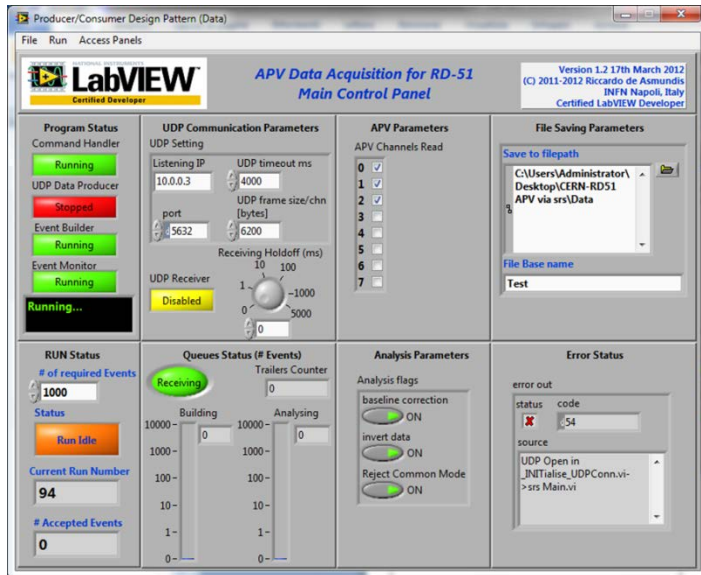 Producer/Consumer Design Pattern (Data)
File Run Access Panels
NATIONAL INSTRUMENTS
LabVIEW™
Certified Developer
APV Data Acquisition for RD-51
Main Control Panel
Version 1.2 17th March 2012
(C) 2011-2012 Riccardo de Asmundis
INFN Napoli, Italy
Certified LabVIEW Developer
Program Status
Command Handler
Running
UDP Data Producer
Stopped
Event Builder
Running
Event Monitor
Running
Running...
UDP Communication Parameters
UDP Setting
Listening IP
10.0.0.3
UDP timeout ms
4000
port
5632
UDP frame size/chn
[bytes]
6200
Receiving Holdoff (ms)
10 100
1
1000
0
5000
0
UDP Receiver
Disabled
APV Parameters
APV Channels Read
0
1
2
3
4
5
6
7
File Saving Parameters
Save to filepath
C:\Users\Administrator\
Desktop\CERN-RD51
APV via srs\Data
File Base name
Test
RUN Status
# of required Events
1000
Status
Run Idle
Current Run Number
94
# Accepted Events
0
Queues Status (# Events)
Receiving
Trailers Counter
0
Building
10000
0
1000
100
10
1
0
Analysing
10000
0
1000
100
10
1
0
Analysis Parameters
Analysis flags
baseline correction
ON
invert data
ON
Reject Common Mode
ON
Error Status
error out
status code
54
source
UDP Open in
_INITialise_UDPConn.vi-
>srs Main.vi